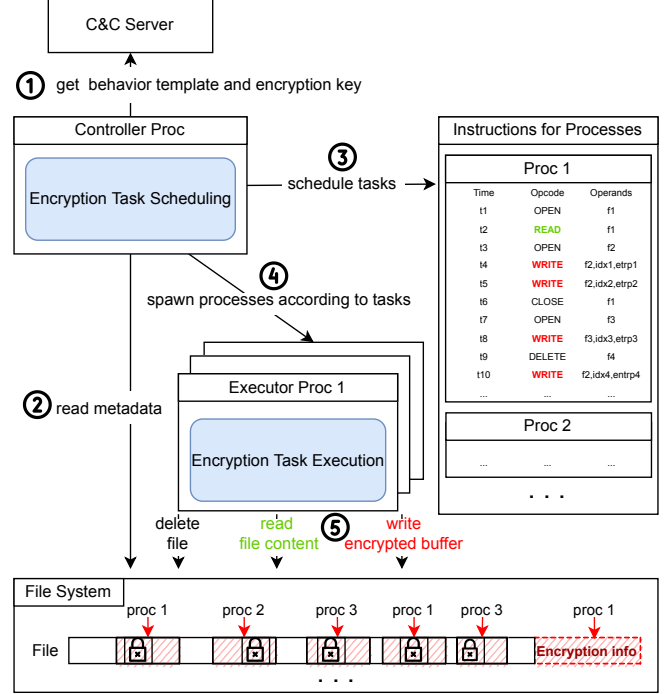 C&C Server
1 get behavior template and encryption key
Controller Proc
Encryption Task Scheduling
3
schedule tasks
Instructions for Processes
Proc 1
Time Opcode Operands
t1 OPEN f1
t2 READ f1
t3 OPEN f2
t4 WRITE f2,idx1,etrp1
t5 WRITE f2,idx2,etrp2
t6 CLOSE f1
t7 OPEN f3
t8 WRITE f3,idx3,etrp3
t9 DELETE f4
t10 WRITE f2,idx4,entrp4
... ... ...
Proc 2
... ... ...
. . .
4
spawn processes according to tasks
2 read metadata
Executor Proc 1
Encryption Task Execution
5
delete
file
read
file content
write
encrypted buffer
File System
proc 1 proc 2 proc 3 proc 1 proc 3 proc 1
File
Encryption info
. . .